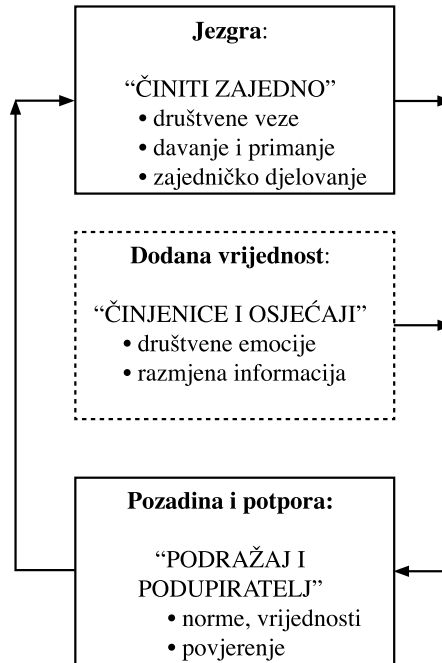 Jezgra:
“ČINITI ZAJEDNO”
• društvene veze
• davanje i primanje
• zajedničko djelovanje
Dodana vrijednost:
“ČINJENICE I OSJEĆAJI”
• društvene emocije
• razmjena informacija
Pozadina i potpora:
“PODRAŽAJ I
PODUPIRATELJ”
• norme, vrijednosti
• povjerenje